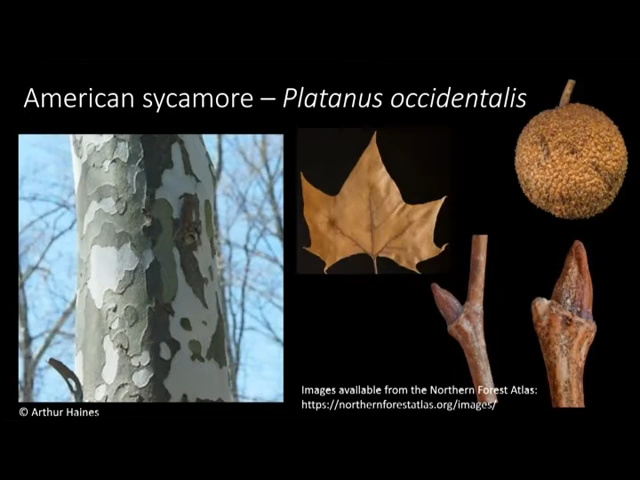 American sycamore – Platanus occidentalis
Images available from the Northern Forest Atlas:
https://northernforestatlas.org/images/
© Arthur Haines